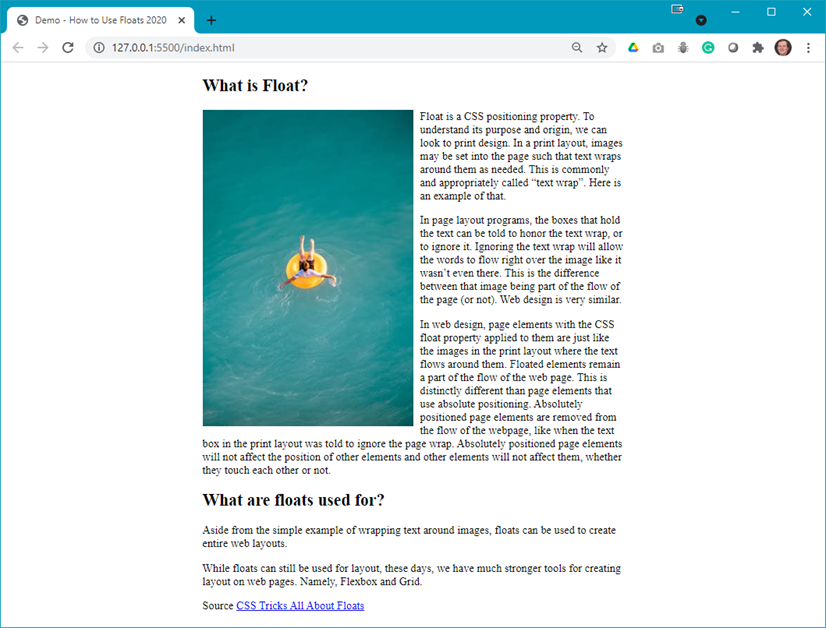 Demo - How to Use Floats 2020
127.0.0.1:5500/index.html
What is Float?
Float is a CSS positioning property. To
understand its purpose and origin, we can
look to print design. In a print layout, images
may be set into the page such that text wraps
around them as needed. This is commonly
and appropriately called “text wrap”. Here is
an example of that.
In page layout programs, the boxes that hold
the text can be told to honor the text wrap, or
to ignore it. Ignoring the text wrap will allow
the words to flow right over the image like it
wasn’t even there. This is the difference
between that image being part of the flow of
the page (or not). Web design is very similar.
In web design, page elements with the CSS
float property applied to them are just like
the images in the print layout where the text
flows around them. Floated elements remain
a part of the flow of the web page. This is
distinctly different than page elements that
use absolute positioning. Absolutely
positioned page elements are removed from
the flow of the webpage, like when the text
box in the print layout was told to ignore the page wrap. Absolutely positioned page elements
will not affect the position of other elements and other elements will not affect them, whether
they touch each other or not.
What are floats used for?
Aside from the simple example of wrapping text around images, floats can be used to create
entire web layouts.
While floats can still be used for layout, these days, we have much stronger tools for creating
layout on web pages. Namely, Flexbox and Grid.
Source CSS Tricks All About Floats